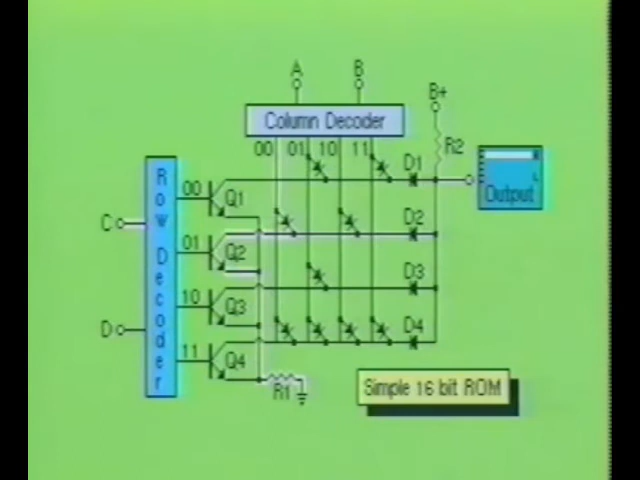 A B
B+
Column Decoder
00 01 10 11
R2
D1
Output
Row Decoder
00
Q1
C
D2
01
Q2
D3
10
Q3
D
D4
11
Q4
R1
Simple 16 bit ROM